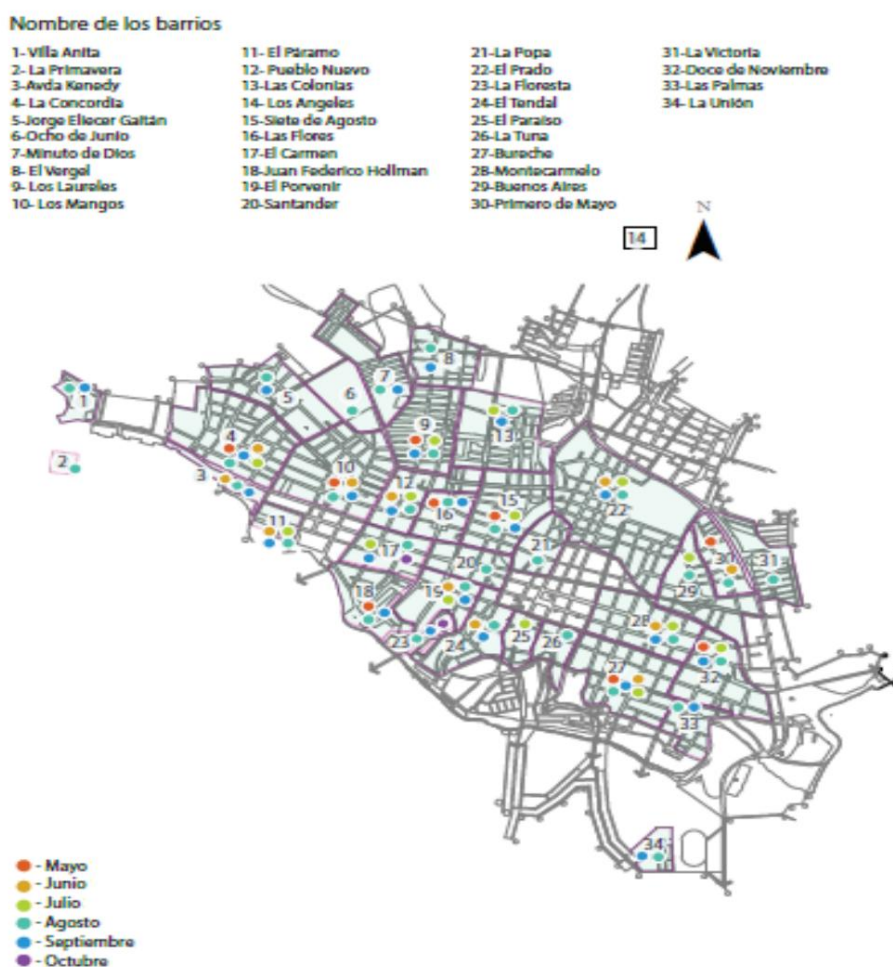 Nombre de los barrios
1- Villa Anita
2- La Primavera
3-Avda Kenedy
4- La Concordia
5-Jorge Eliecer Gaitán
6-Ocho de Junio
7-Minuto de Dios
8- El Vergel
9- Los Laureles
10- Los Mangos
11- El Páramo
12- Pueblo Nuevo
13-Las Colonias
14- Los Angeles
15-Siete de Agosto
16-Las Flores
17-El Carmen
18-Juan Federico Hollman
19-El Porvenir
20-Santander
21-La Popa
22-El Prado
23-La Floresta
24-El Tendal
25-El Paraiso
26-La Tuna
27-Bureche
28-Montecarmelo
29-Buenos Aires
30-Primero de Mayo
31-La Victoria
32-Doce de Noviembre
33-Las Palmas
34- La Unión
N
14
8
7
1
5
6
9
13
4
2
10
3
12
15
22
16
11
17
21
30
31
20
29
18
19
23
24
25
26
28
27
32
33
34
- Mayo
- Junio
- Julio
- Agosto
- Septiembre
- Octubre